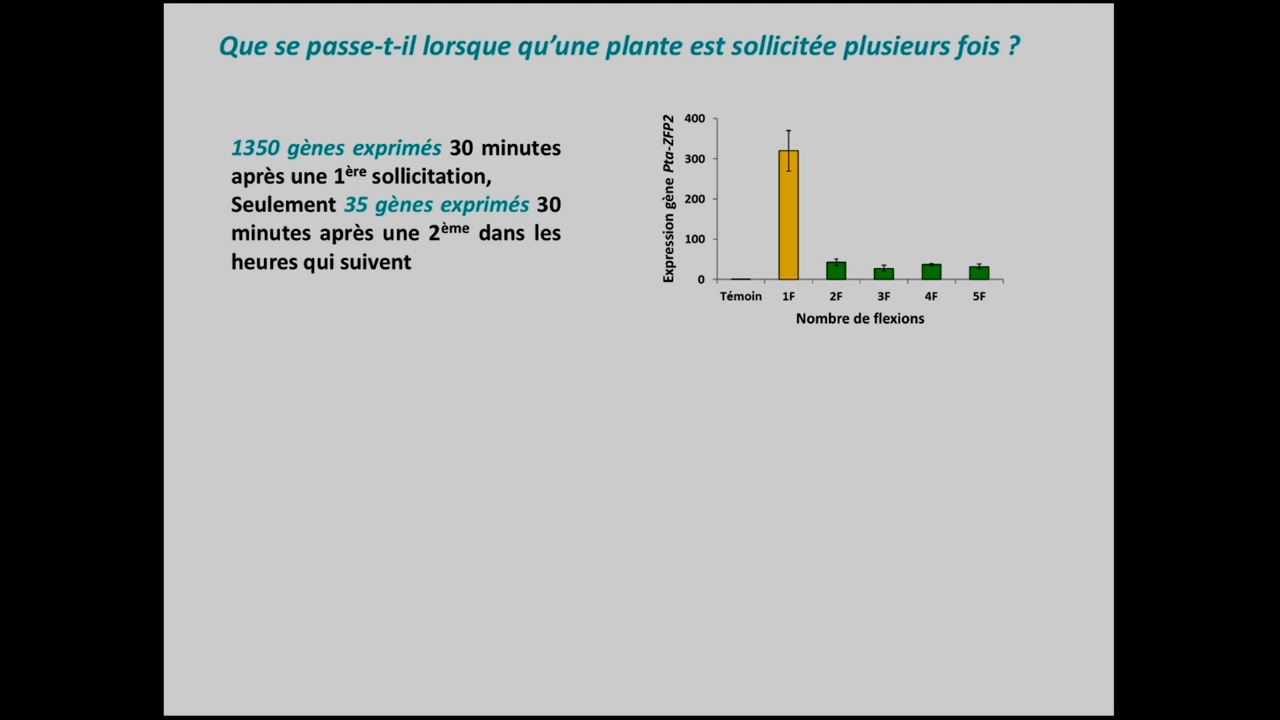 Que se passe-t-il lorsqu’une plante est sollicitée plusieurs fois ?
1350 gènes exprimés 30 minutes
après une 1ère sollicitation,
Seulement 35 gènes exprimés 30
minutes après une 2ème dans les
heures qui suivent
Expression gène Pta-ZFP2
400
300
200
100
0
Témoin 1F 2F 3F 4F 5F
Nombre de flexions